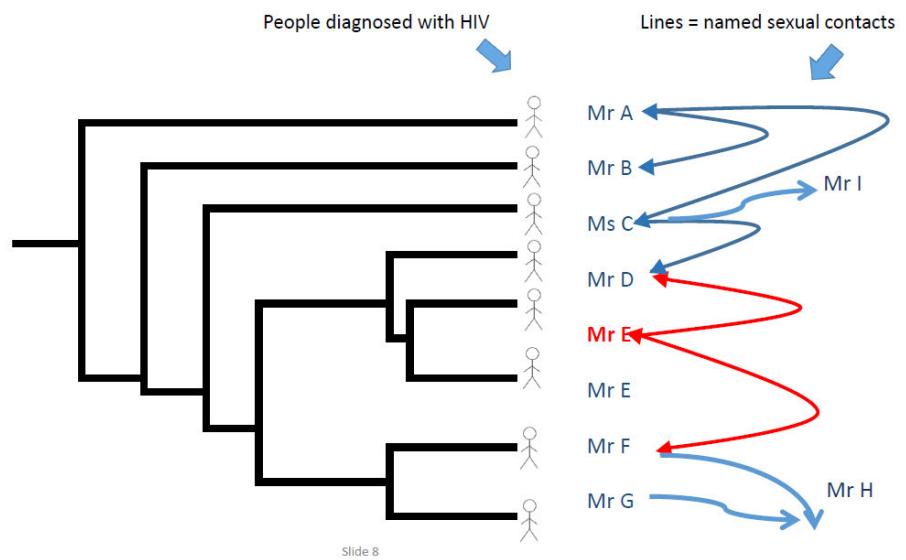 People diagnosed with HIV
Lines = named sexual contacts
Mr A
Mr B
Mr I
Ms C
Mr D
Mr E
Mr E
Mr F
Mr H
Mr G
Slide 8